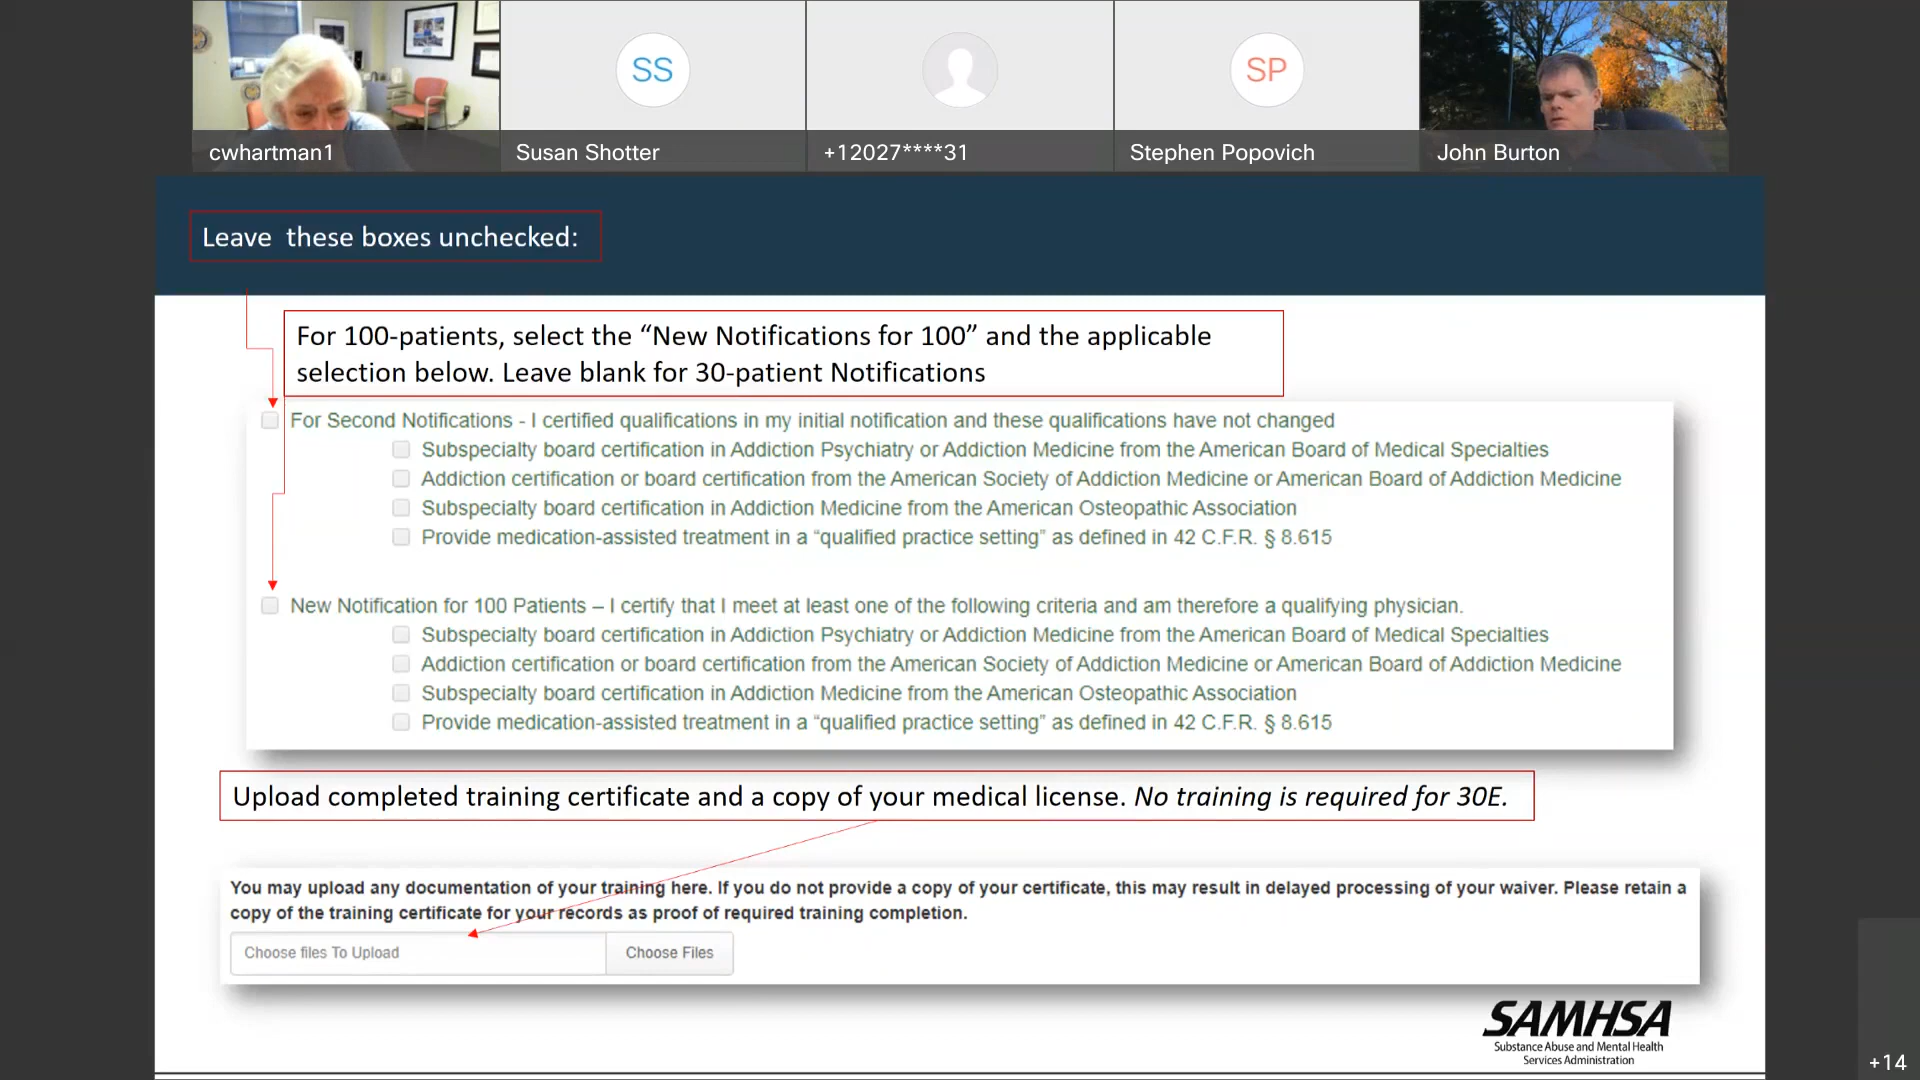 SS
SP
cwhartman1
Susan Shotter
+12027****31
Stephen Popovich
John Burton
Leave these boxes unchecked:
For 100-patients, select the “New Notifications for 100” and the applicable
selection below. Leave blank for 30-patient Notifications
For Second Notifications - I certified qualifications in my initial notification and these qualifications have not changed
Subspecialty board certification in Addiction Psychiatry or Addiction Medicine from the American Board of Medical Specialties
Addiction certification or board certification from the American Society of Addiction Medicine or American Board of Addiction Medicine
Subspecialty board certification in Addiction Medicine from the American Osteopathic Association
Provide medication-assisted treatment in a “qualified practice setting” as defined in 42 C.F.R. § 8.615
New Notification for 100 Patients – I certify that I meet at least one of the following criteria and am therefore a qualifying physician.
Subspecialty board certification in Addiction Psychiatry or Addiction Medicine from the American Board of Medical Specialties
Addiction certification or board certification from the American Society of Addiction Medicine or American Board of Addiction Medicine
Subspecialty board certification in Addiction Medicine from the American Osteopathic Association
Provide medication-assisted treatment in a “qualified practice setting” as defined in 42 C.F.R. § 8.615
Upload completed training certificate and a copy of your medical license. No training is required for 30E.
You may upload any documentation of your training here. If you do not provide a copy of your certificate, this may result in delayed processing of your waiver. Please retain a
copy of the training certificate for your records as proof of required training completion.
Choose files To Upload
Choose Files
SAMHSA
Substance Abuse and Mental Health
Services Administration
+14